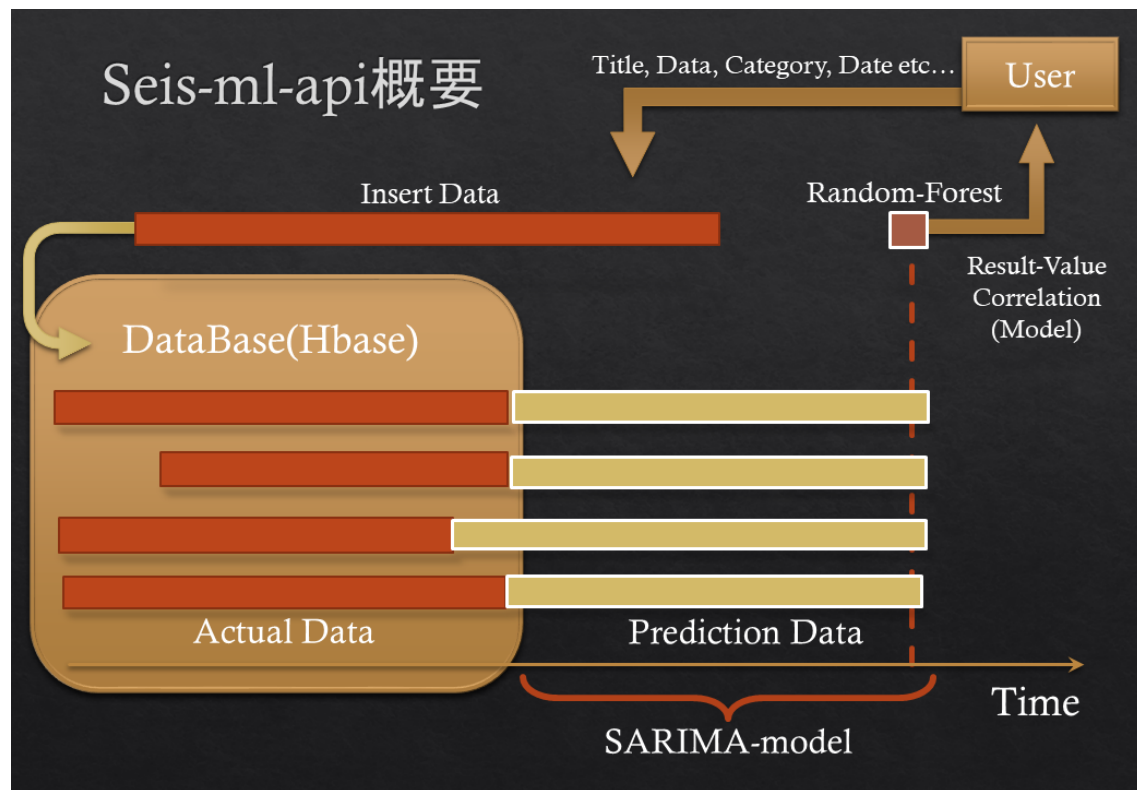 Seis-ml-api概要
Title, Data, Category, Date etc…
User
Insert Data
Random-Forest
Result-Value
Correlation
(Model)
DataBase(Hbase)
Actual Data
Prediction Data
Time
SARIMA-model